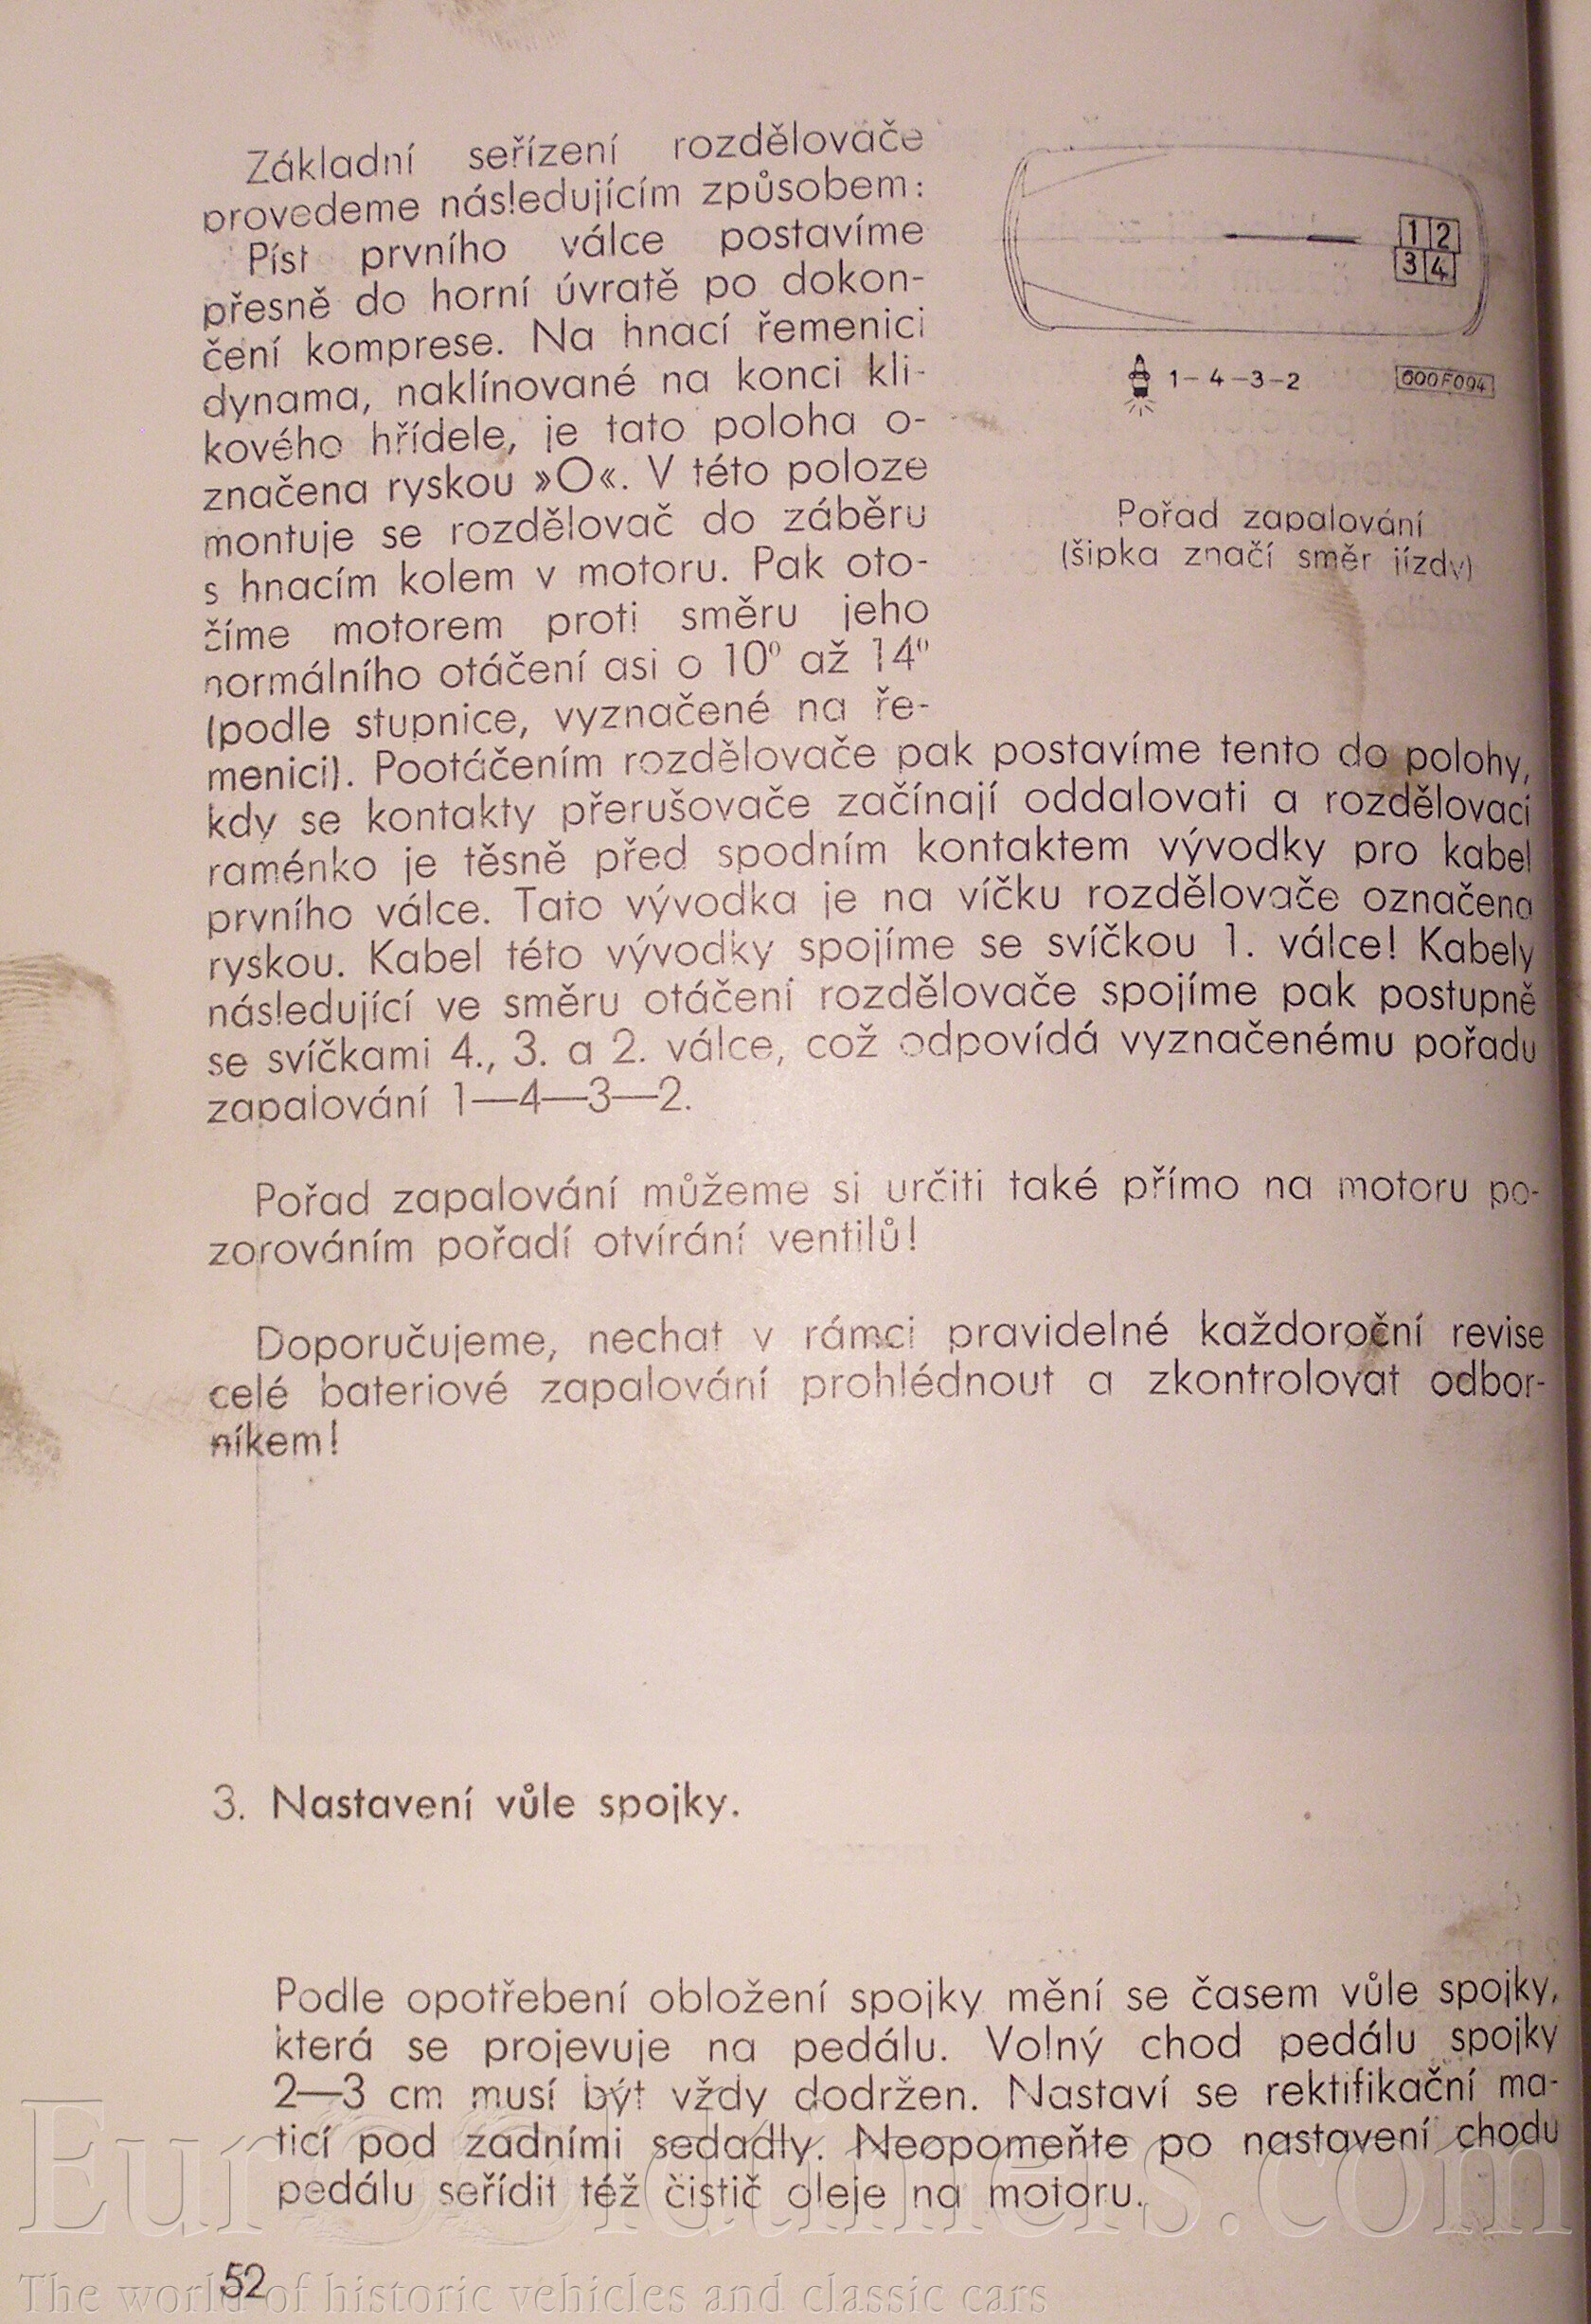 Základní seřízení rozdělovače
provedeme následujícím způsobem:
Píst prvního válce postavíme
přesně do horní úvratě po dokon-
čení komprese. Na hnací řemenici
dynama, naklínované na konci kli-
kového hřídele, je tato poloha o-
značena ryskou »O«. V této poloze
montuje se rozdělovač do záběru
s hnacím kolem v motoru. Pak oto-
číme motorem proti směru jeho
normálního otáčení asi o 10° až 14°
(podle stupnice, vyznačené na ře-
menici). Pootáčením rozdělovače pak postavíme tento do polohy,
kdy se kontakty přerušovače začínají oddalovati a rozdělovací
raménko je těsně před spodním kontaktem vývodky pro kabel
prvního válce. Tato vývodka je na víčku rozdělovače označena
ryskou. Kabel této vývodky spojíme se svíčkou 1. válce! Kabely
následující ve směru otáčení rozdělovače spojíme pak postupně
se svíčkami 4., 3. a 2. válce, což odpovídá vyznačenému pořadu
zapalování 1—4—3—2.
1 2
3 4
1-4-3-2
000F094
Pořad zapalování
(šipka značí směr jízdy)
Pořad zapalování můžeme si určiti také přímo na motoru po-
zorováním pořadí otvírání ventilů!
Doporučujeme, nechat v rámci pravidelné každoroční revise
celé bateriové zapalování prohlédnout a zkontrolovat odbor-
níkem!
3. Nastavení vůle spojky.
Podle opotřebení obložení spojky mění se časem vůle spojky,
která se projevuje na pedálu. Volný chod pedálu spojky
2—3 cm musí být vždy dodržen. Nastaví se rektifikační ma-
ticí pod zadními sedadly. Neopomeňte po nastavení chodu
pedálu seřídit též čistič oleje na motoru.
52
EuroOldtimers.com
The world of historic vehicles and classic cars